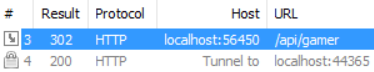 # Result Protocol Host URL
3 302 HTTP localhost:56450 /api/gamer
4 200 HTTP Tunnel to localhost:44365